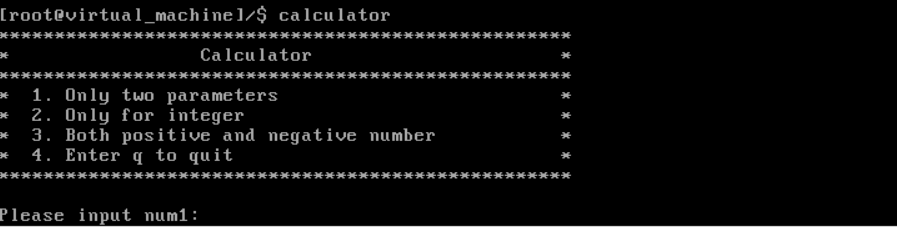 [root@virtual_machine]/$ calculator
***************************************************
* Calculator *
***************************************************
* 1. Only two parameters *
* 2. Only for integer *
* 3. Both positive and negative number *
* 4. Enter q to quit *
***************************************************
Please input num1: